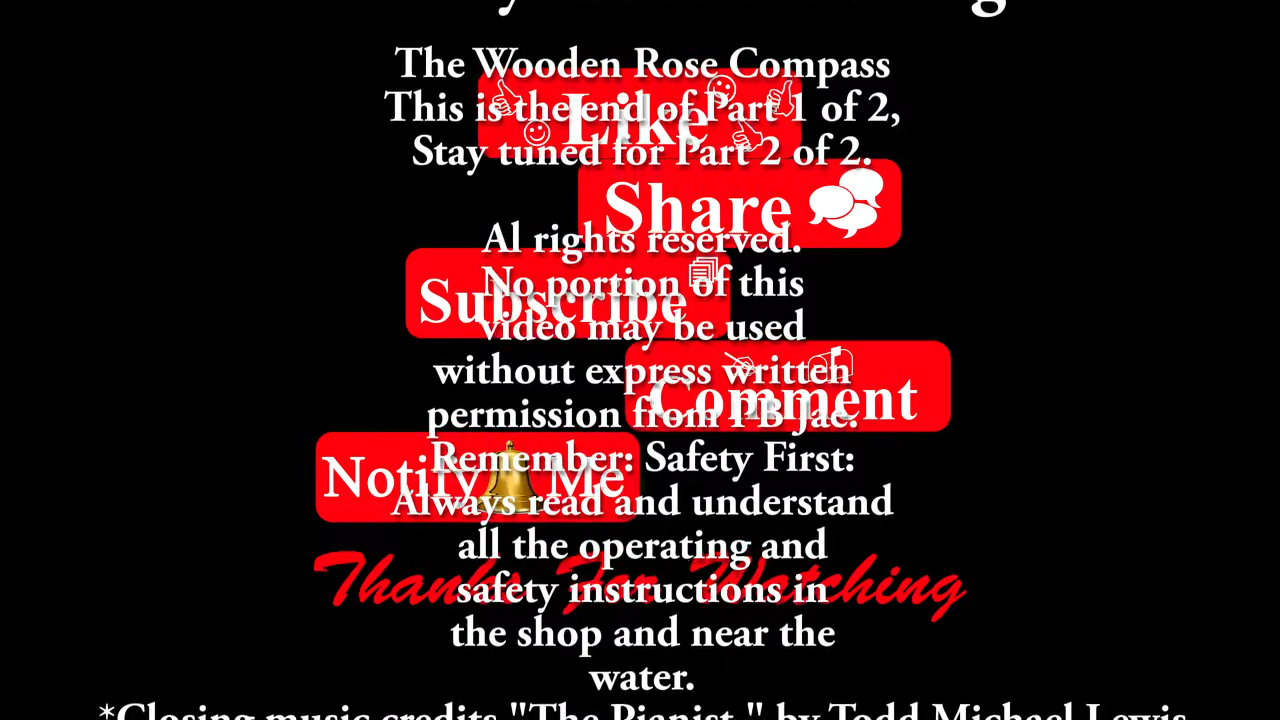 The Wooden Rose Compass
This is the end of Part 1 of 2,
Like
Stay tuned for Part 2 of 2.
Share
Al rights reserved.
No portion of this
Subscribe
video may be used
without express written
Comment
permission from PB Jac.
Remember: Safety First:
Notify Me
Always read and understand
all the operating and
Thanks For Watching
safety instructions in
the shop and near the
water.
*Closing music credits "The Pianist," by Todd Michael Lewis